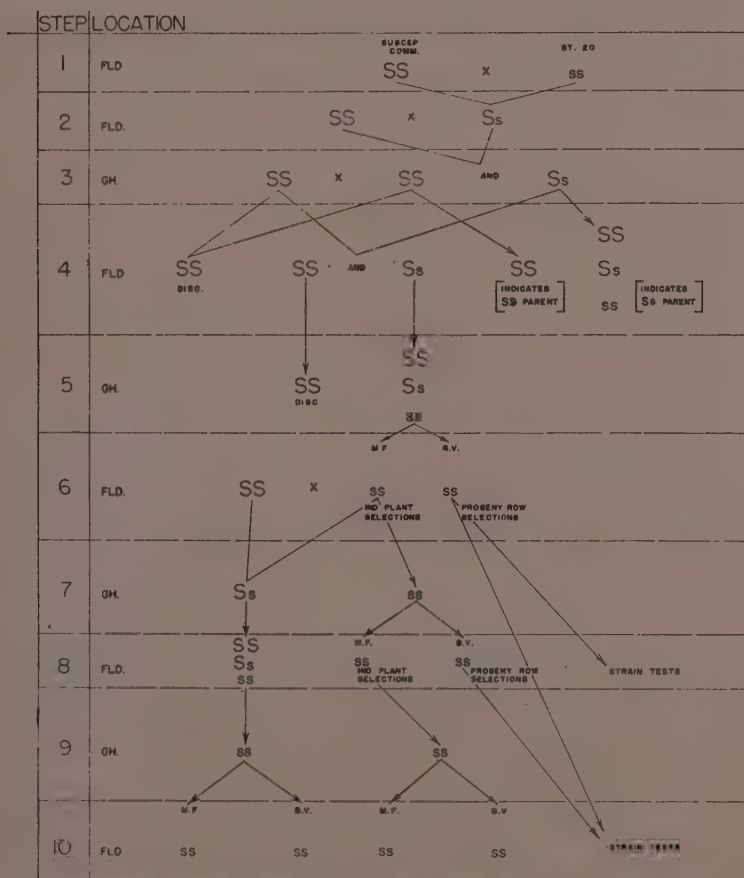 STEP LOCATION
SUSCEP COMM.
ST. 20
1 FLD SS x ss
2 FLD. SS x Ss
3 GH. SS x SS AND Ss
SS
4 FLD SS SS AND Ss SS Ss
DISC.
[INDICATES SS PARENT]
ss
[INDICATES Ss PARENT]
SS
5 GH. SS Ss
DISC
ss
M.F B.V.
6 FLD. SS x ss ss
IND PLANT SELECTIONS
PROGENY ROW SELECTIONS
7 GH. Ss ss
SS M.F. B.V.
8 FLD. Ss ss ss
ss
IND PLANT SELECTIONS
PROGENY ROW SELECTIONS
STRAIN TESTS
9 GH. ss ss
M.F B.V. M.F. B.V
10 FLD ss ss ss ss STRAIN TESTS